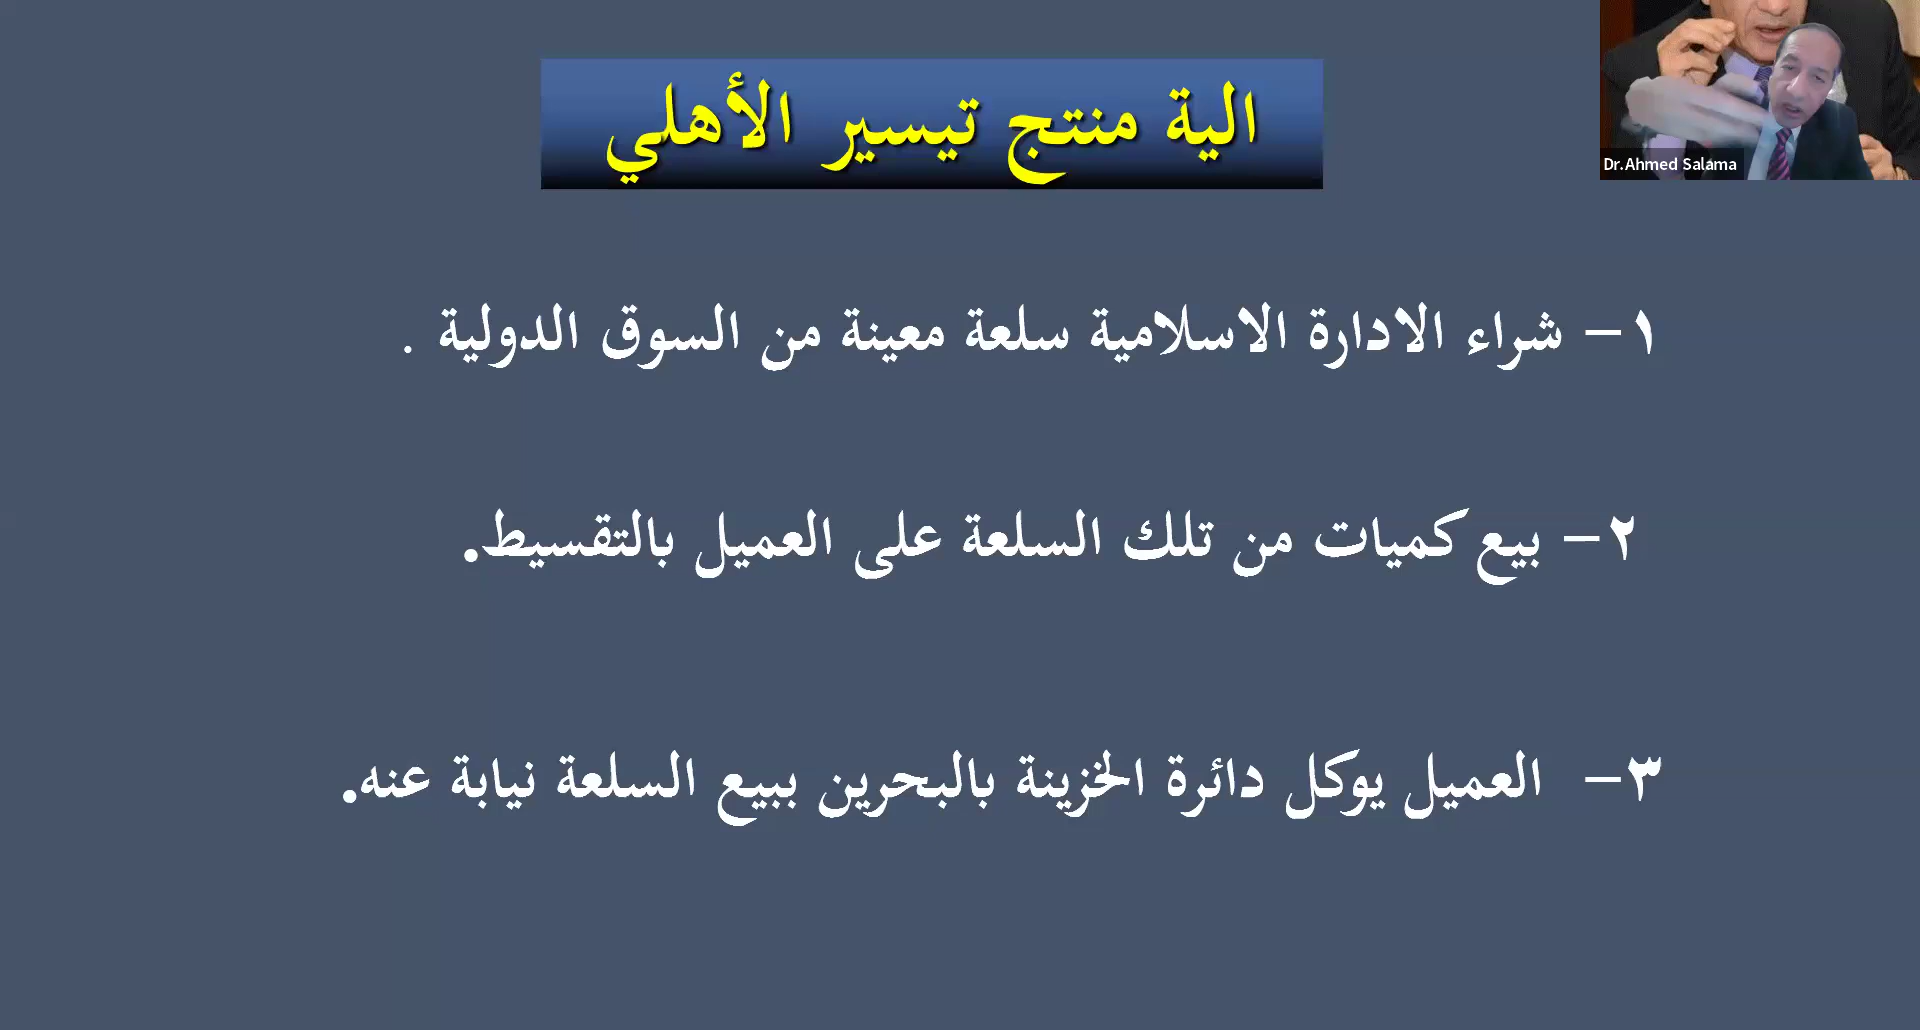 الية منتج تيسير الأهلي
Dr.Ahmed Salama
١- شراء الادارة الاسلامية سلعة معينة من السوق الدولية .
٢- بيع كميات من تلك السلعة على العميل بالتقسيط.
٣- العميل يوكل دائرة الخزينة بالبحرين ببيع السلعة نيابة عنه.